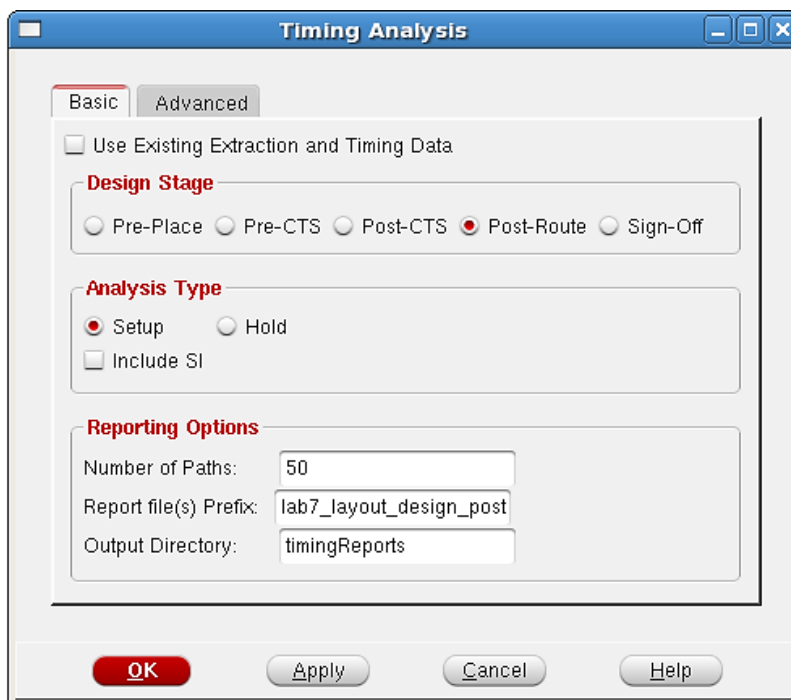 Timing Analysis
Basic Advanced
Use Existing Extraction and Timing Data
Design Stage
Pre-Place Pre-CTS Post-CTS Post-Route Sign-Off
Analysis Type
Setup Hold
Include SI
Reporting Options
Number of Paths: 50
Report file(s) Prefix: lab7_layout_design_post
Output Directory: timingReports
OK Apply Cancel Help